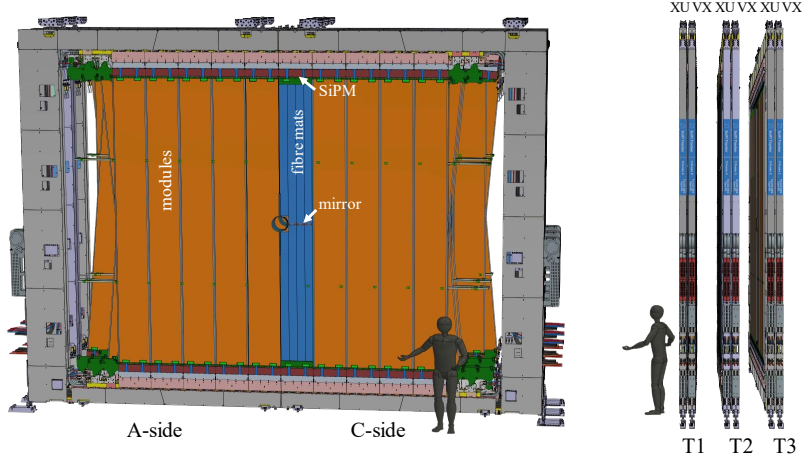 XU VX XU VX XU VX
SiPM
fibre mats
modules
mirror
A-side
C-side
T1
T2
T3